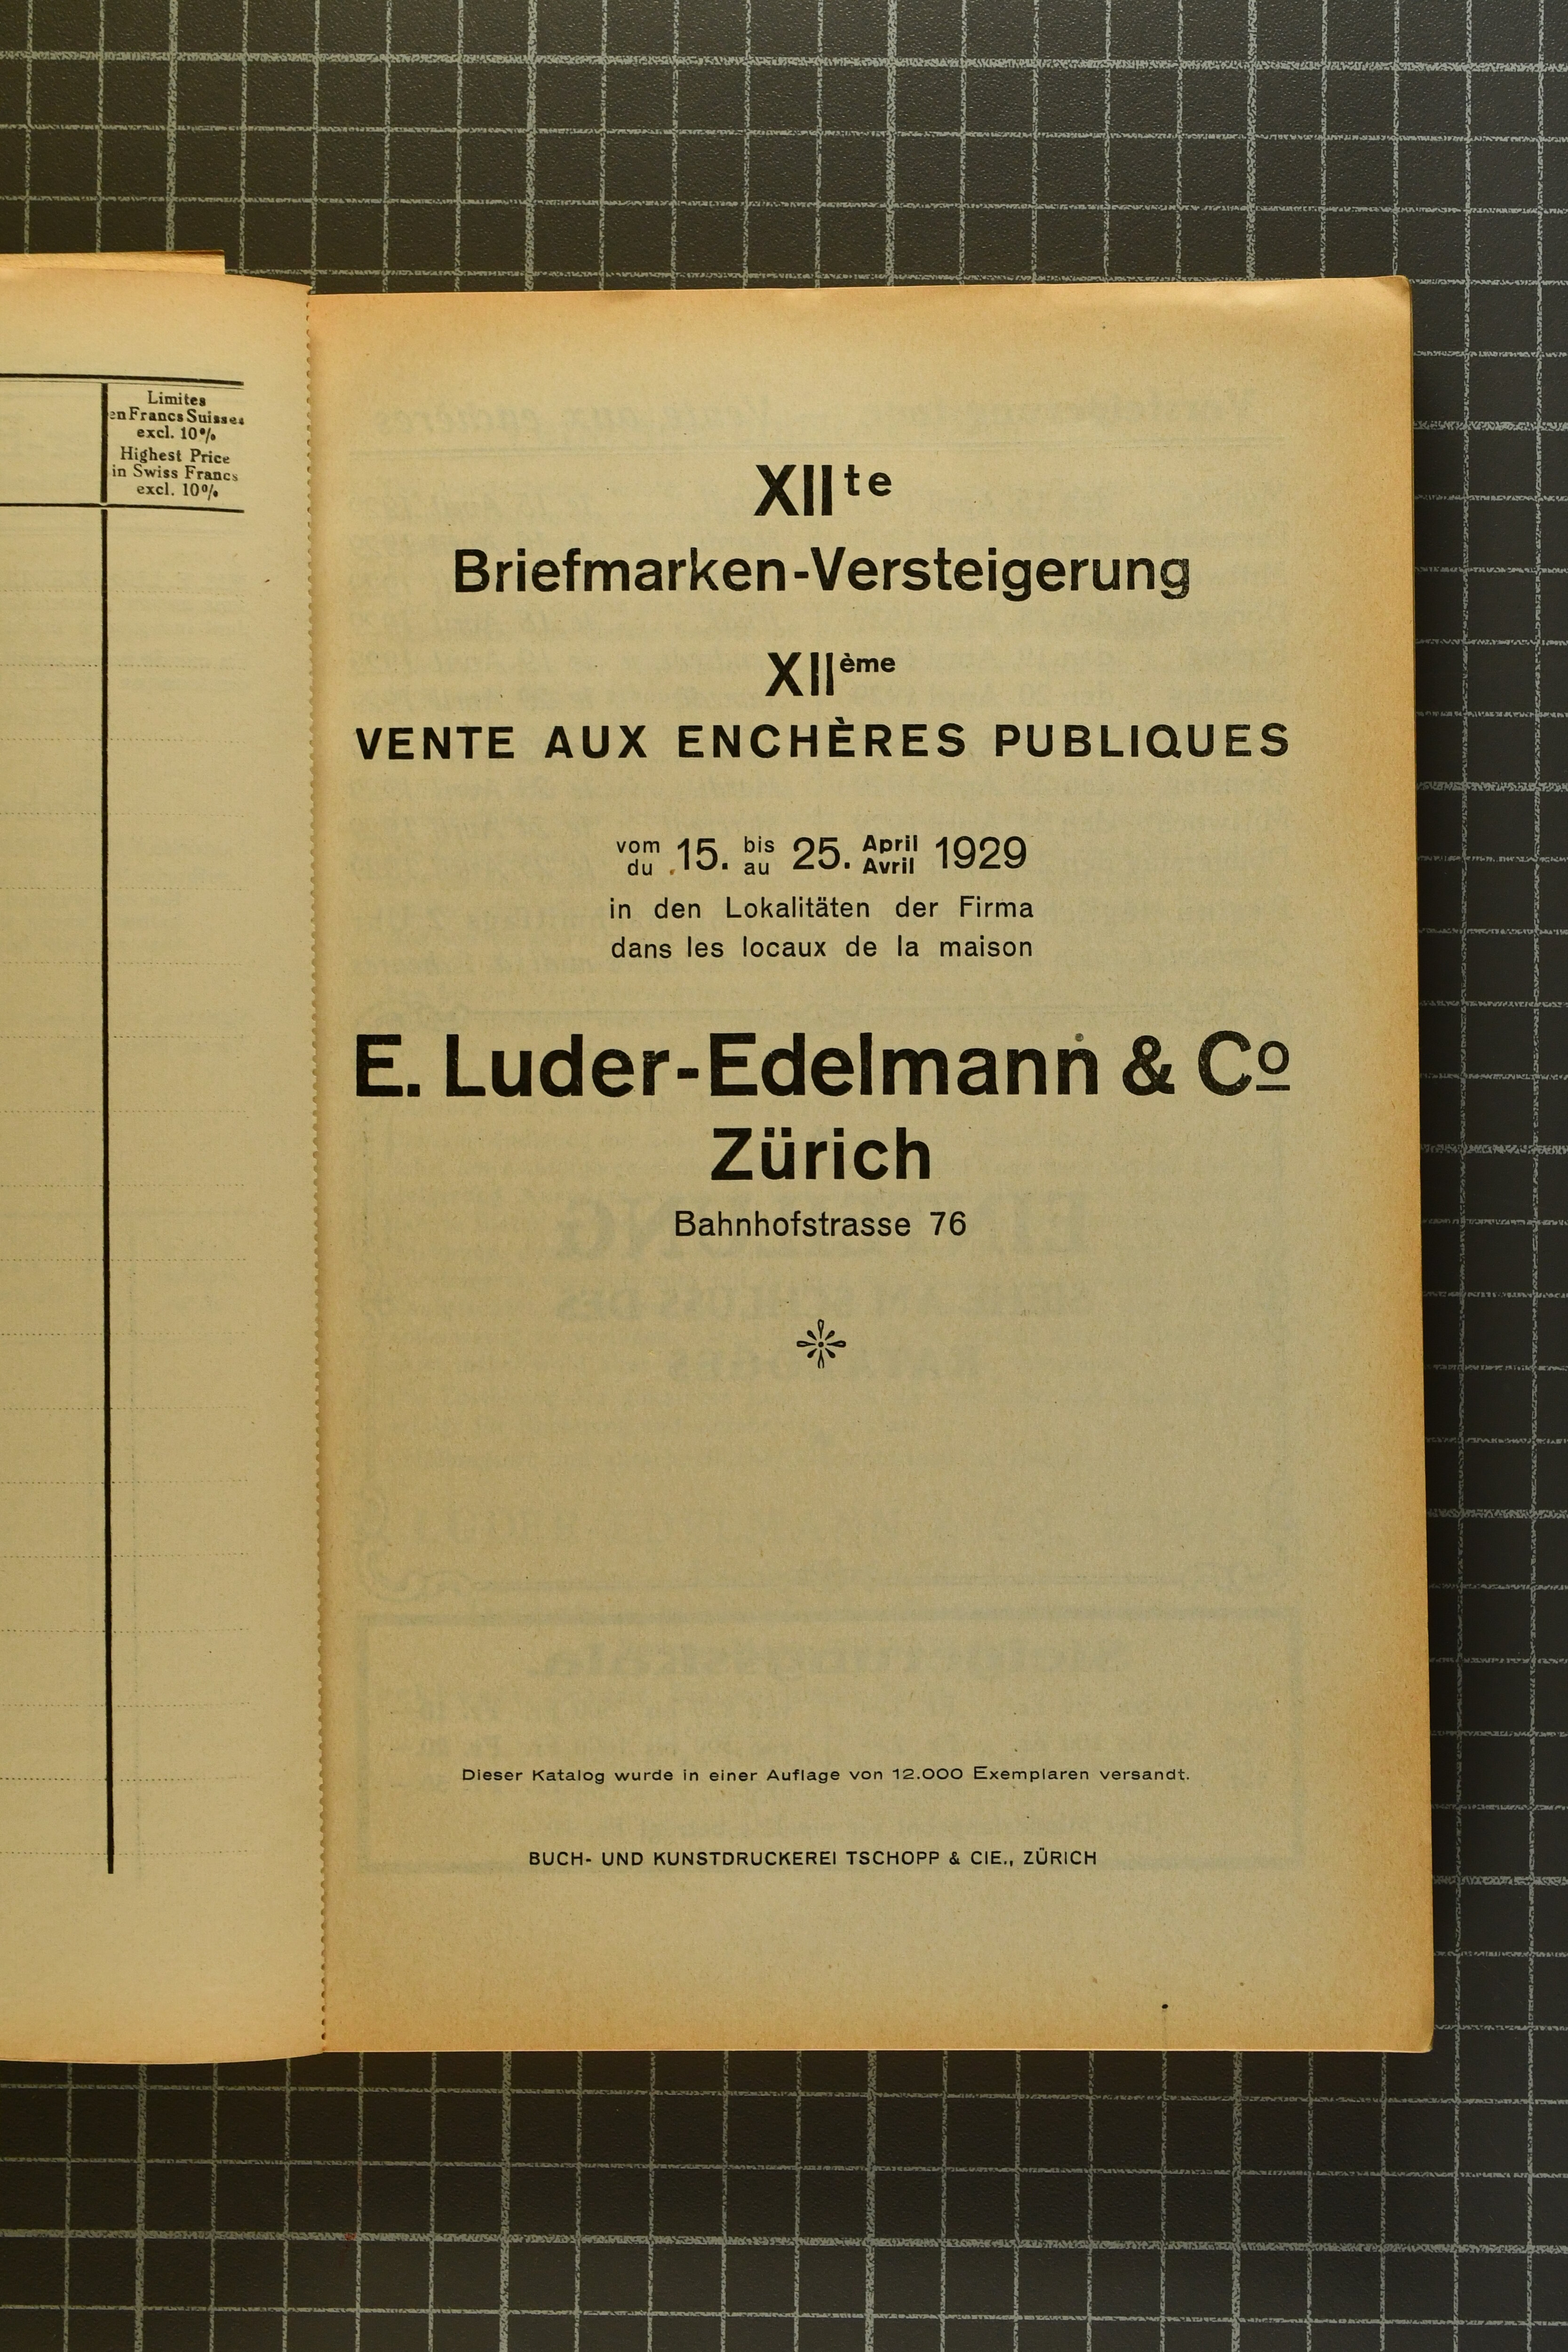 Limites
en Francs Suisses
excl. 10%
Highest Price
in Swiss Francs
excl. 10%
XIIte
Briefmarken-Versteigerung
XIIème
VENTE AUX ENCHÈRES PUBLIQUES
vom 15. bis 25. April 1929
du au Avril
in den Lokalitäten der Firma
dans les locaux de la maison
E. Luder-Edelmann & Co
Zürich
Bahnhofstrasse 76
Dieser Katalog wurde in einer Auflage von 12.000 Exemplaren versandt.
BUCH- UND KUNSTDRUCKEREI TSCHOPP & CIE., ZÜRICH